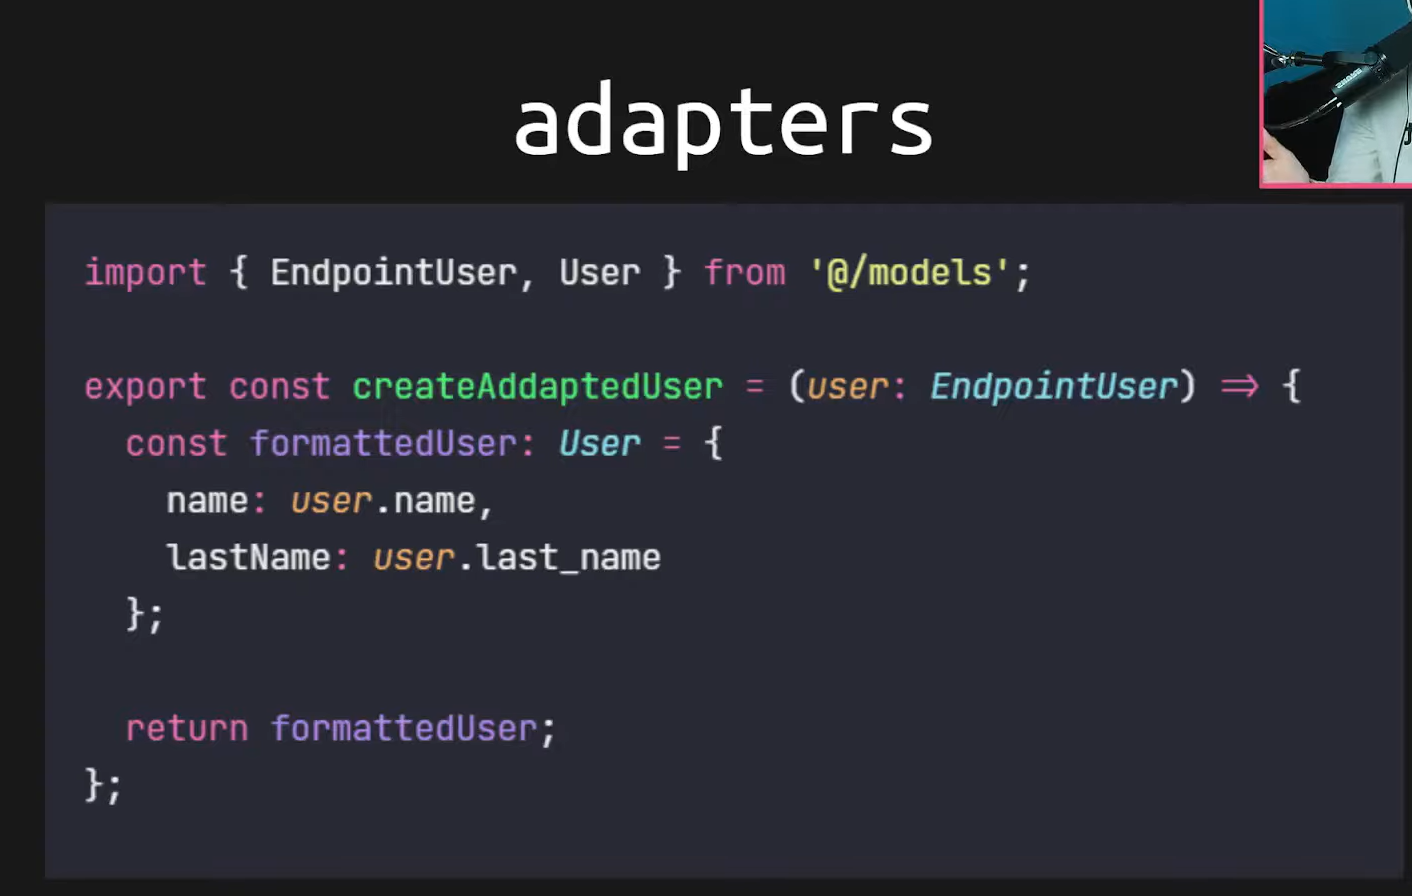 adapters
import { EndpointUser, User } from '@/models';
export const createAddaptedUser = (user: EndpointUser) => {
const formattedUser: User = {
name: user.name,
lastName: user.last_name
};
return formattedUser;
};